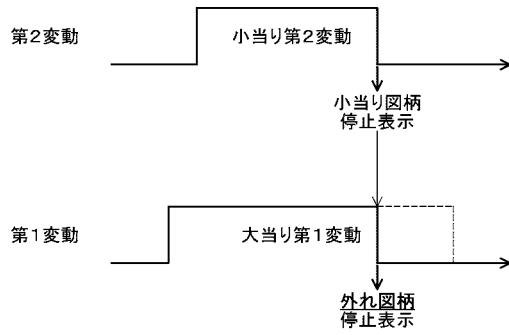 第2変動
小当り第2変動
小当り図柄
停止表示
第1変動
大当り第1変動
外れ図柄
停止表示